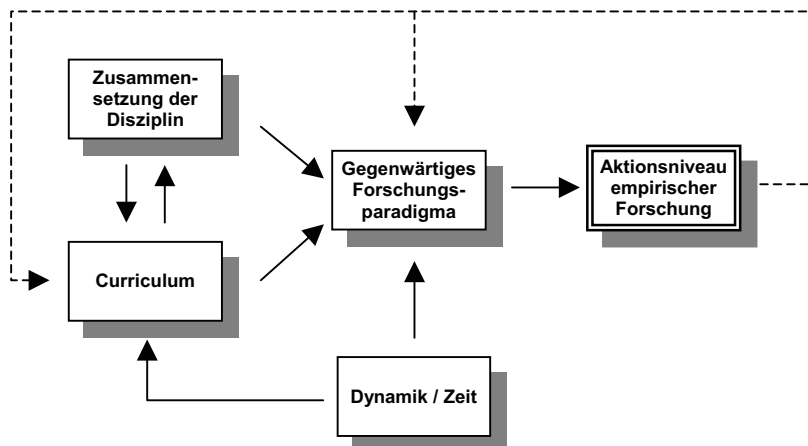 Zusammen-
setzung der
Disziplin
Gegenwärtiges
Forschungs-
paradigma
Aktionsniveau
empirischer
Forschung
Curriculum
Dynamik / Zeit